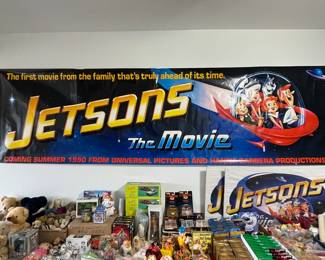 The first movie from the family that's truly ahead of its time.
JETSONS
The Movie
COMING SUMMER 1990 FROM UNIVERSAL PICTURES AND HANNA-BARBERA PRODUCTIONS
JETSONS